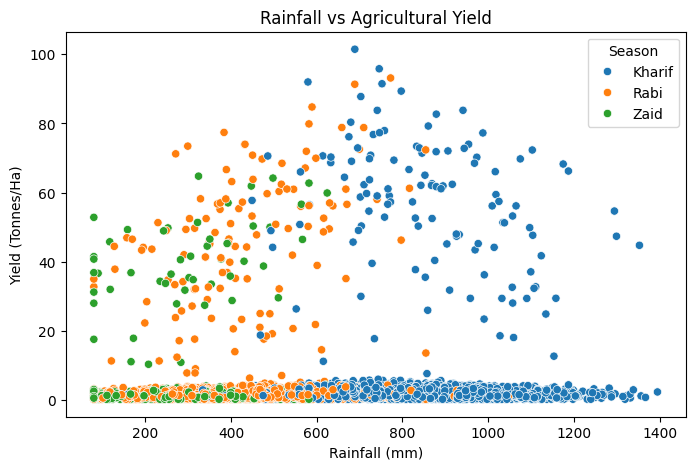 Rainfall vs Agricultural Yield
Season
Kharif
Rabi
Zaid
Yield (Tonnes/Ha)
100
80
60
40
20
0
200 400 600 800 1000 1200 1400
Rainfall (mm)